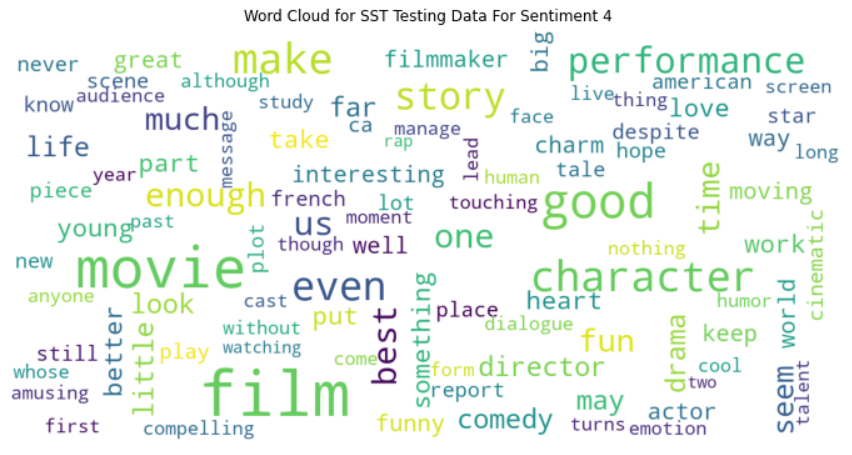 Word Cloud for SST Testing Data For Sentiment 4
never great make filmmaker big performance
scene although american screen
know audience study far story live thing love star
much ca manage face despite way long
life message take rap lead charm hope
part interesting human tale
year piece enough french lot touching good time moving
young past us moment
plot though well one nothing work cinematic
new movie even character
anyone look cast put best something place heart humor world
better little without dialogue fun drama keep
still play watching come
whose film form director cool seem talent
amusing report two
first compelling funny comedy may turns actor emotion